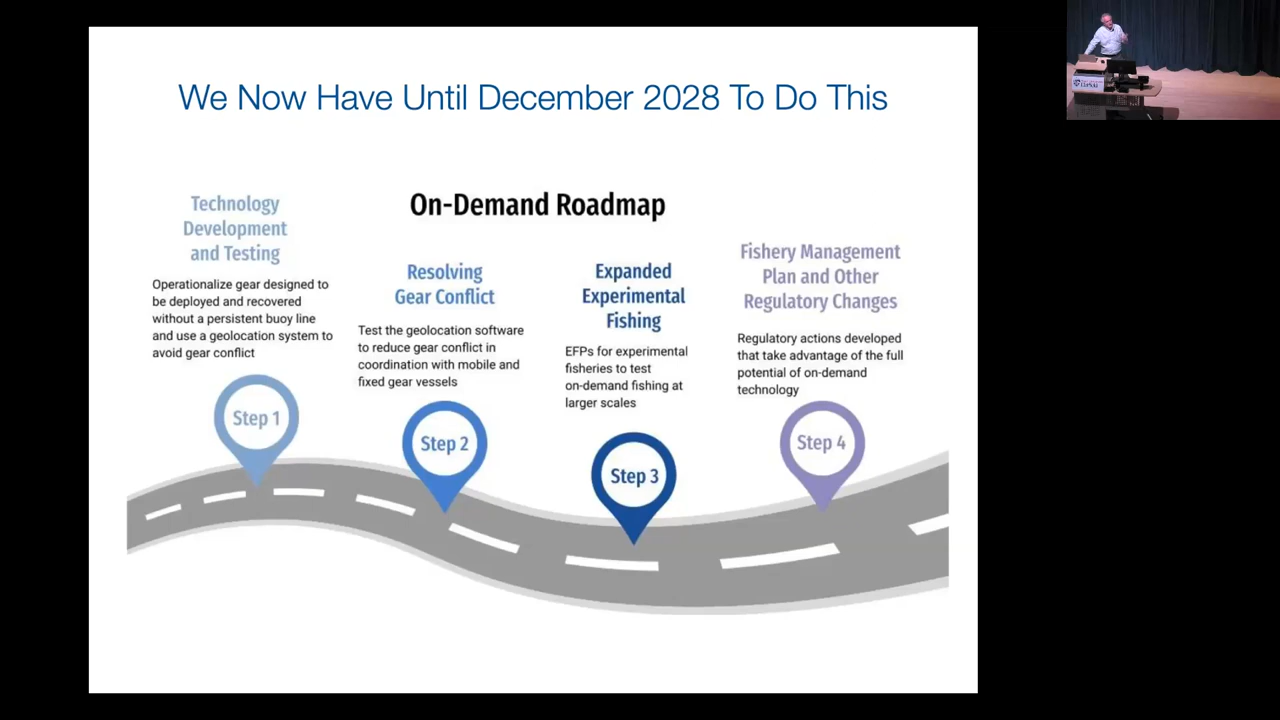 We Now Have Until December 2028 To Do This
On-Demand Roadmap
Technology
Development
and Testing
Operationalize gear designed to
be deployed and recovered
without a persistent buoy line
and use a geolocation system to
avoid gear conflict
Step 1
Resolving
Gear Conflict
Test the geolocation software
to reduce gear conflict in
coordination with mobile and
fixed gear vessels
Step 2
Expanded
Experimental
Fishing
EFPs for experimental
fisheries to test
on-demand fishing at
larger scales
Step 3
Fishery Management
Plan and Other
Regulatory Changes
Regulatory actions developed
that take advantage of the full
potential of on-demand
technology
Step 4